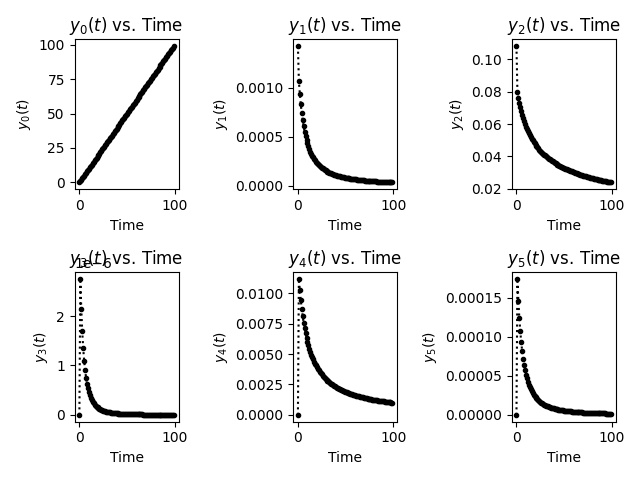 y₀(t) vs. Time
y₁(t) vs. Time
y₂(t) vs. Time
100
75
50
25
0
y₀(t)
0 100
Time
0.0010
0.0005
0.0000
y₁(t)
0 100
Time
0.10
0.08
0.06
0.04
0.02
y₂(t)
0 100
Time
y₃(t) vs. Time
1e−6
y₄(t) vs. Time
y₅(t) vs. Time
2
1
0
y₃(t)
0 100
Time
0.0100
0.0075
0.0050
0.0025
0.0000
y₄(t)
0 100
Time
0.00015
0.00010
0.00005
0.00000
y₅(t)
0 100
Time